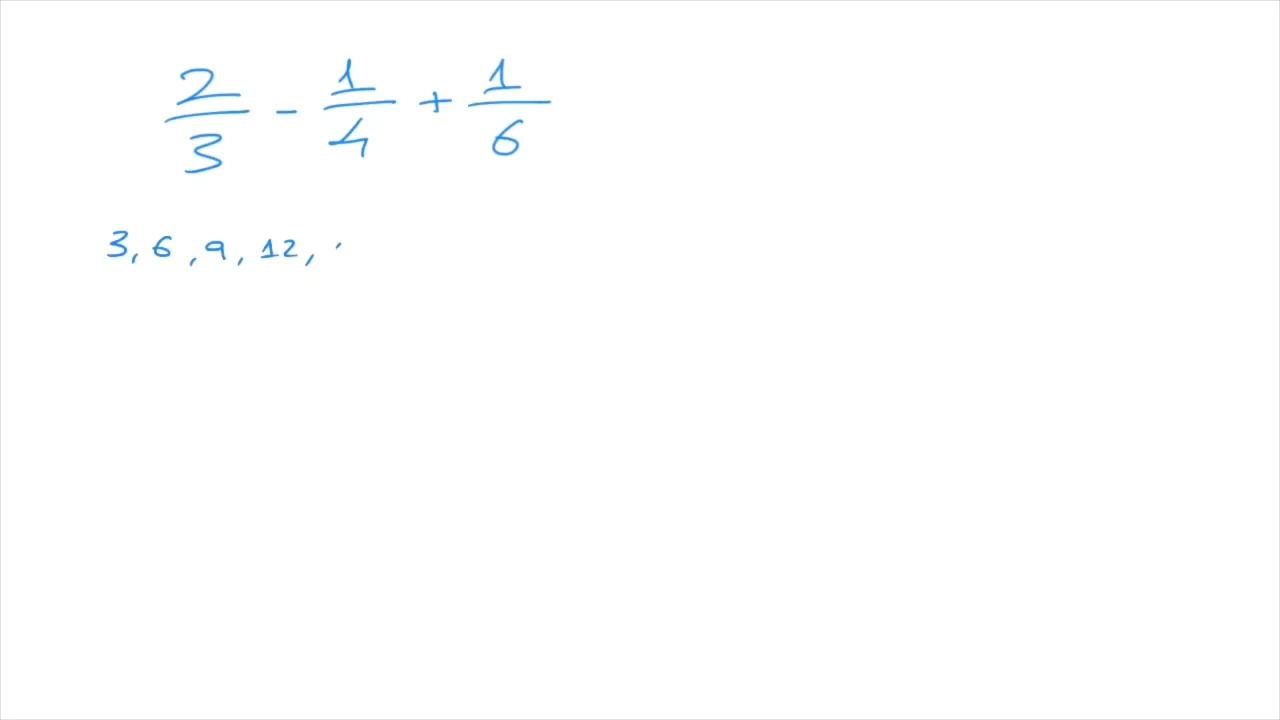 2/3 - 1/4 + 1/6
3, 6, 9, 12,